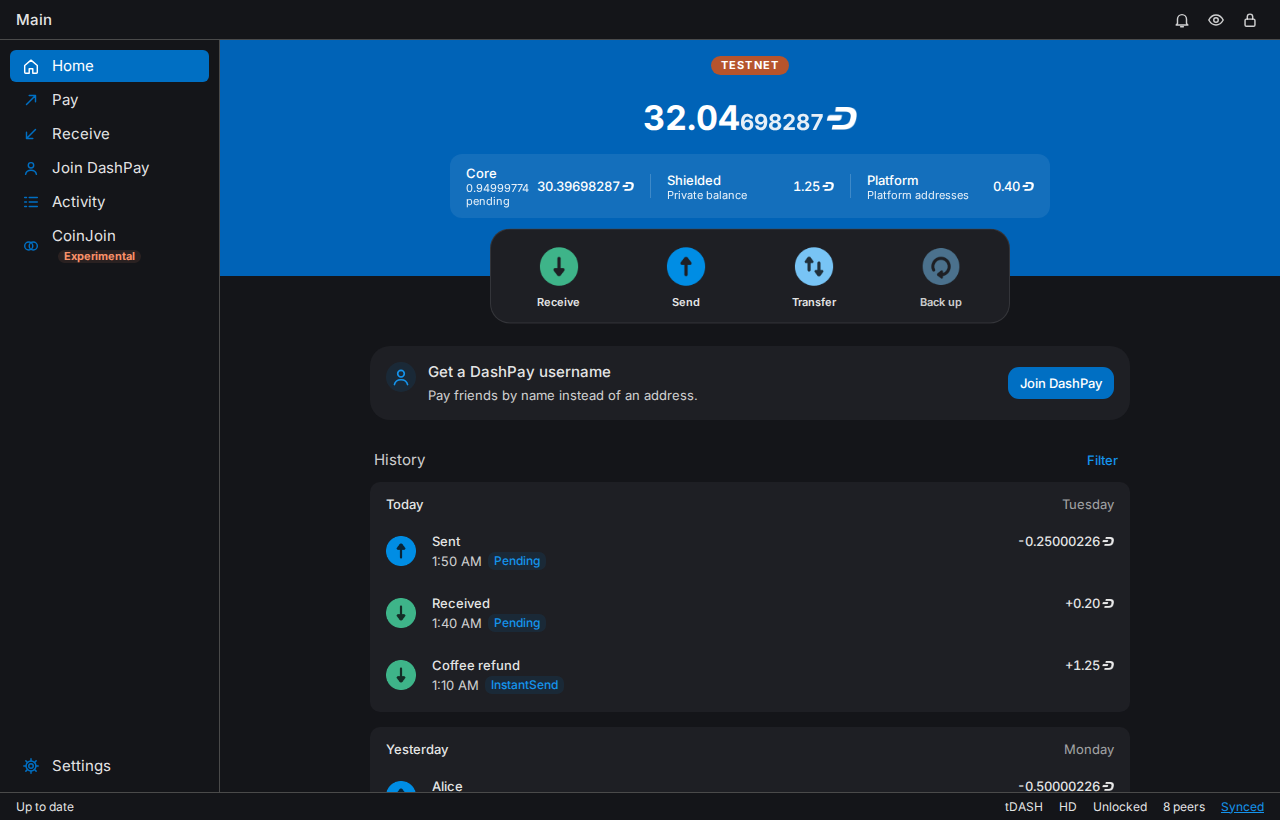 Main
Home
Pay
Receive
Join DashPay
Activity
CoinJoin
Experimental
Settings
TESTNET
32.04698287
Core
0.94999774
pending
30.39698287
Shielded
Private balance
1.25
Platform
Platform addresses
0.40
Receive
Send
Transfer
Back up
Get a DashPay username
Pay friends by name instead of an address.
Join DashPay
History
Filter
Today
Tuesday
Sent
-0.25000226
1:50 AM Pending
Received
+0.20
1:40 AM Pending
Coffee refund
+1.25
1:10 AM InstantSend
Yesterday
Monday
Alice
-0.50000226
Up to date
tDASH
HD
Unlocked
8 peers
Synced